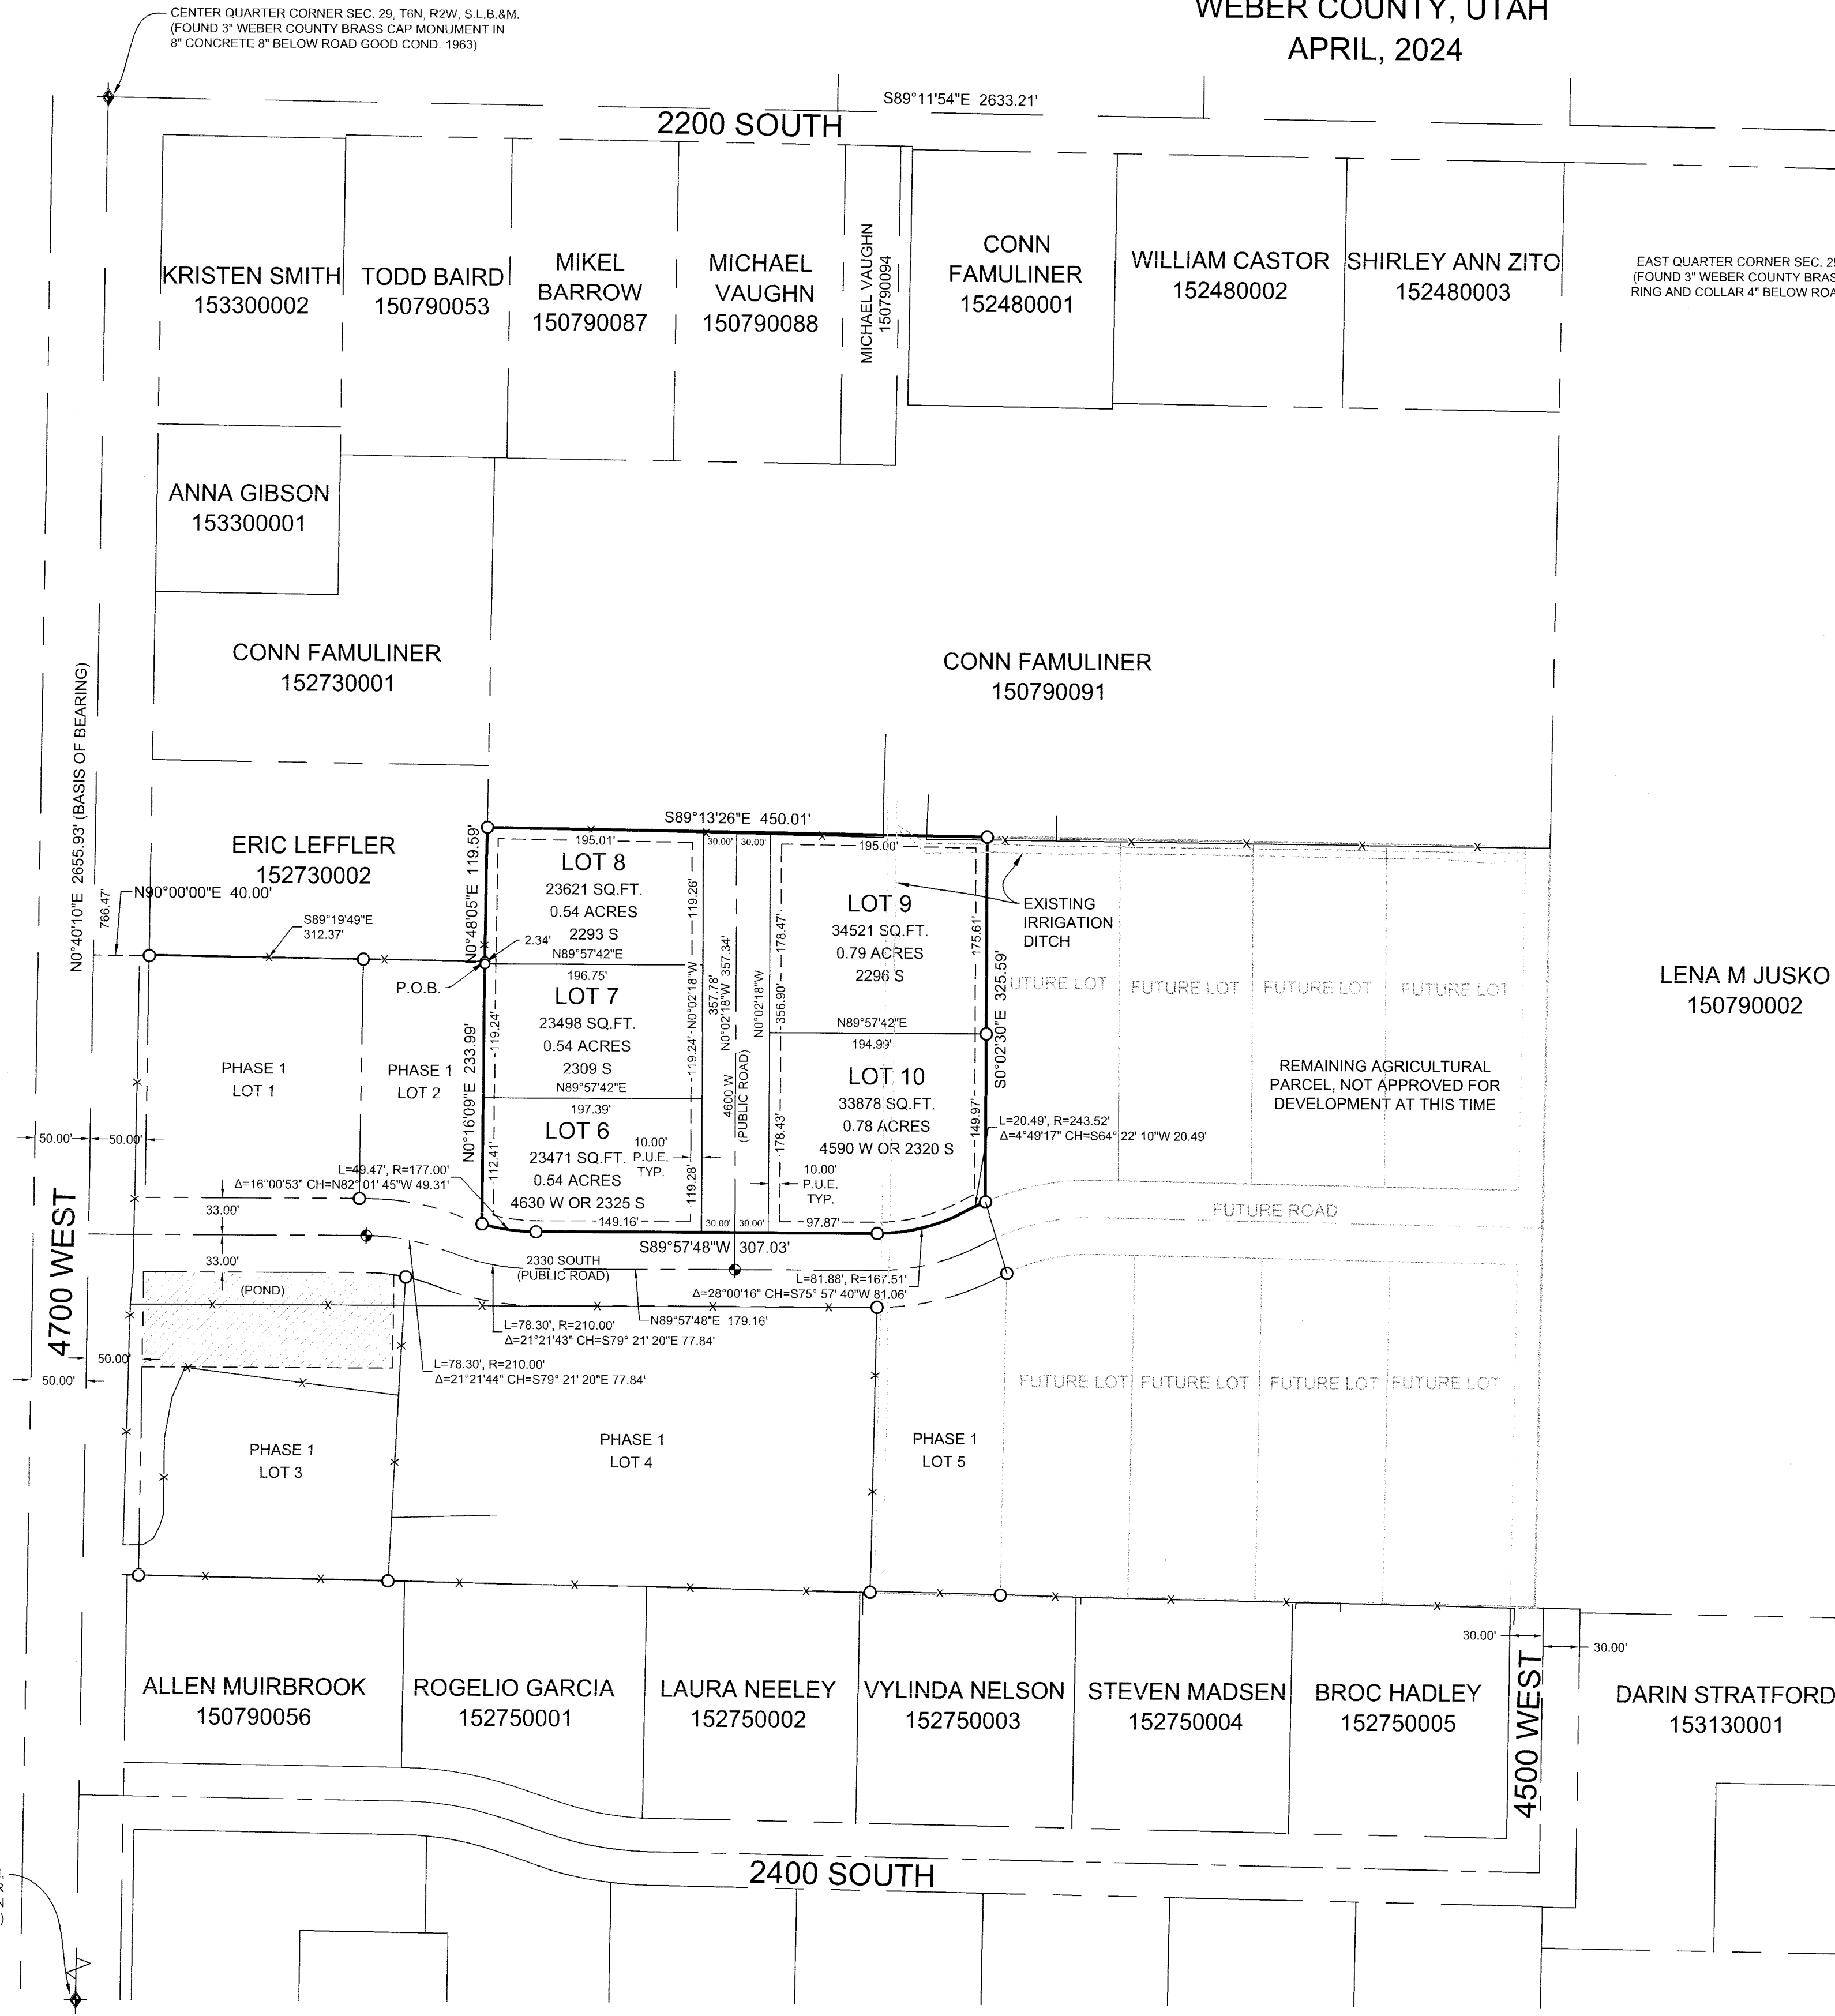 WEBER COUNTY, UTAH
APRIL, 2024
CENTER QUARTER CORNER SEC. 29, T6N, R2W, S.L.B.&M.
(FOUND 3" WEBER COUNTY BRASS CAP MONUMENT IN
8" CONCRETE 8" BELOW ROAD GOOD COND. 1963)
S89°11'54"E 2633.21'
2200 SOUTH
KRISTEN SMITH
153300002
TODD BAIRD
150790053
MIKEL
BARROW
150790087
MICHAEL
VAUGHN
150790088
MICHAEL VAUGHN
150790094
CONN
FAMULINER
152480001
WILLIAM CASTOR
152480002
SHIRLEY ANN ZITO
152480003
EAST QUARTER CORNER SEC. 29
(FOUND 3" WEBER COUNTY BRAS
RING AND COLLAR 4" BELOW ROA
ANNA GIBSON
153300001
CONN FAMULINER
152730001
CONN FAMULINER
150790091
N0°40'10"E 2655.93' (BASIS OF BEARING)
766.47'
ERIC LEFFLER
152730002
N90°00'00"E 40.00'
S89°19'49"E
312.37'
N0°48'05"E 119.59'
S89°13'26"E 450.01'
195.01'
30.00'
30.00'
195.00'
LOT 8
23621 SQ.FT.
0.54 ACRES
2293 S
119.26'
2.34'
N89°57'42"E
196.75'
P.O.B.
LOT 7
23498 SQ.FT.
0.54 ACRES
2309 S
119.24'
119.24'
N0°02'18"W
N89°57'42"E
197.39'
N0°16'09"E 233.99'
LOT 6
23471 SQ.FT.
0.54 ACRES
4630 W OR 2325 S
112.41'
119.28'
149.16'
10.00'
P.U.E.
TYP.
357.78'
N0°02'18"W 357.34'
4600 W
(PUBLIC ROAD)
N0°02'18"W
356.90'
178.47'
178.43'
30.00'
30.00'
LOT 9
34521 SQ.FT.
0.79 ACRES
2296 S
175.61'
N89°57'42"E
194.99'
LOT 10
33878 SQ.FT.
0.78 ACRES
4590 W OR 2320 S
149.97'
10.00'
P.U.E.
TYP.
97.87'
S0°02'30"E 325.59'
EXISTING
IRRIGATION
DITCH
UTURE LOT
FUTURE LOT
FUTURE LOT
FUTURE LOT
LENA M JUSKO
150790002
REMAINING AGRICULTURAL
PARCEL, NOT APPROVED FOR
DEVELOPMENT AT THIS TIME
L=20.49', R=243.52'
Δ=4°49'17" CH=S64° 22' 10"W 20.49'
FUTURE ROAD
PHASE 1
LOT 1
PHASE 1
LOT 2
50.00'
50.00'
L=49.47', R=177.00'
Δ=16°00'53" CH=N82° 01' 45"W 49.31'
33.00'
33.00'
4700 WEST
(POND)
S89°57'48"W 307.03'
2330 SOUTH
(PUBLIC ROAD)
L=81.88', R=167.51'
Δ=28°00'16" CH=S75° 57' 40"W 81.06'
N89°57'48"E 179.16'
L=78.30', R=210.00'
Δ=21°21'43" CH=S79° 21' 20"E 77.84'
L=78.30', R=210.00'
Δ=21°21'44" CH=S79° 21' 20"E 77.84'
50.00'
50.00'
FUTURE LOT
FUTURE LOT
FUTURE LOT
FUTURE LOT
PHASE 1
LOT 3
PHASE 1
LOT 4
PHASE 1
LOT 5
30.00'
30.00'
4500 WEST
ALLEN MUIRBROOK
150790056
ROGELIO GARCIA
152750001
LAURA NEELEY
152750002
VYLINDA NELSON
152750003
STEVEN MADSEN
152750004
BROC HADLEY
152750005
DARIN STRATFORD
153130001
2400 SOUTH
R
N
)